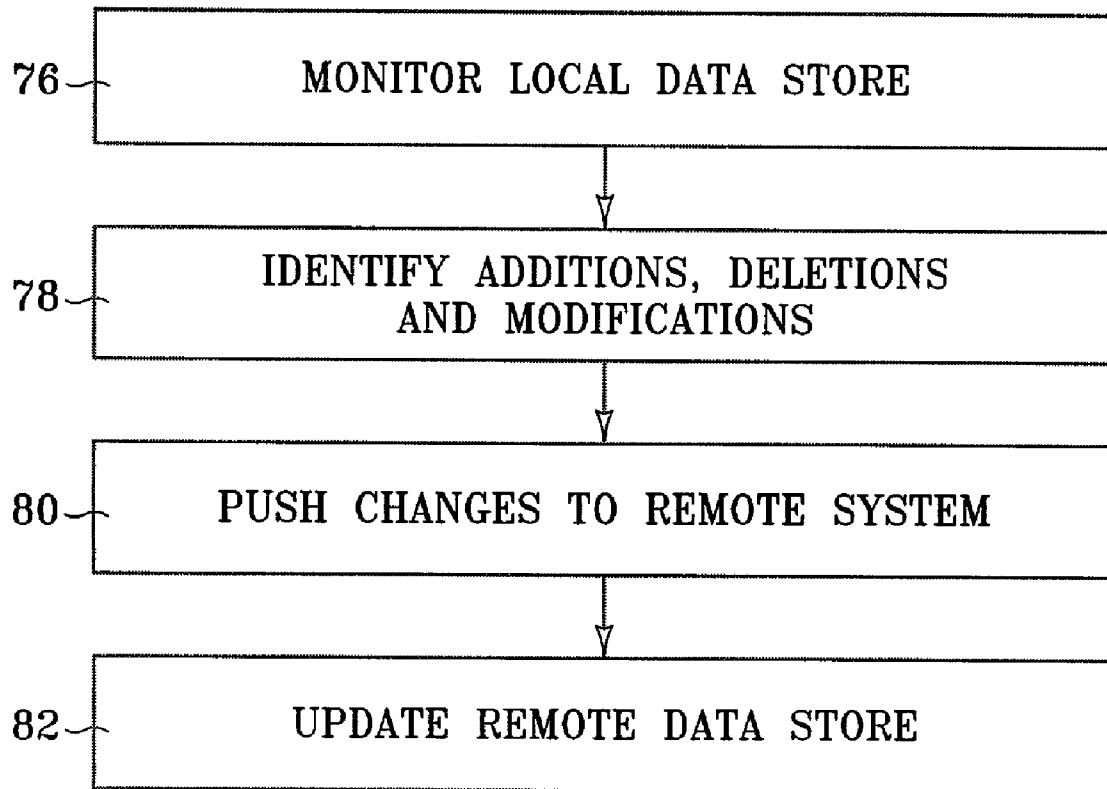 76 MONITOR LOCAL DATA STORE
78 IDENTIFY ADDITIONS, DELETIONS
AND MODIFICATIONS
80 PUSH CHANGES TO REMOTE SYSTEM
82 UPDATE REMOTE DATA STORE